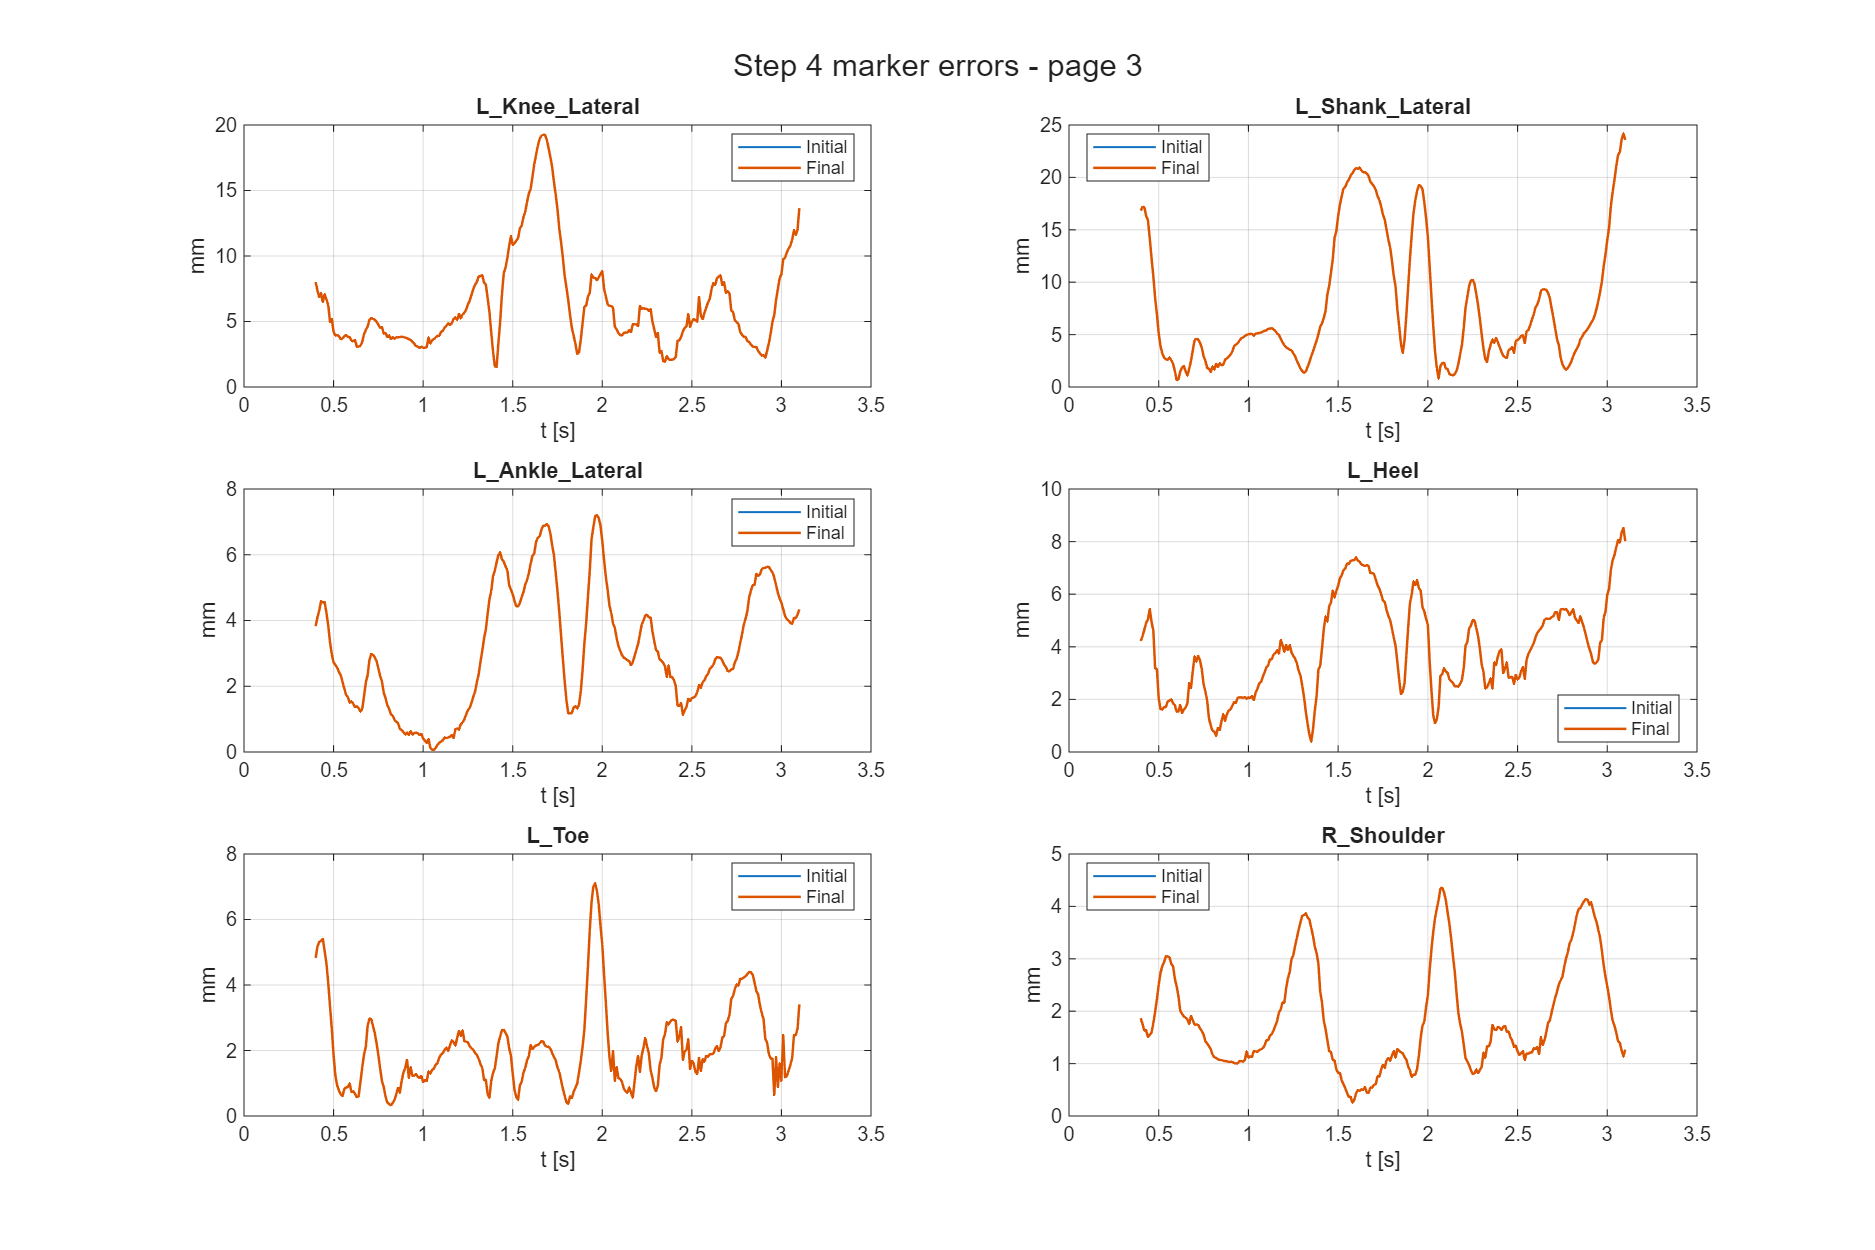 Step 4 marker errors - page 3
L_Knee_Lateral
20
15
10
5
0
mm
0 0.5 1 1.5 2 2.5 3 3.5
t [s]
Initial
Final
L_Shank_Lateral
25
20
15
10
5
0
mm
0 0.5 1 1.5 2 2.5 3 3.5
t [s]
Initial
Final
L_Ankle_Lateral
8
6
4
2
0
mm
0 0.5 1 1.5 2 2.5 3 3.5
t [s]
Initial
Final
L_Heel
10
8
6
4
2
0
mm
0 0.5 1 1.5 2 2.5 3 3.5
t [s]
Initial
Final
L_Toe
8
6
4
2
0
mm
0 0.5 1 1.5 2 2.5 3 3.5
t [s]
Initial
Final
R_Shoulder
5
4
3
2
1
0
mm
0 0.5 1 1.5 2 2.5 3 3.5
t [s]
Initial
Final